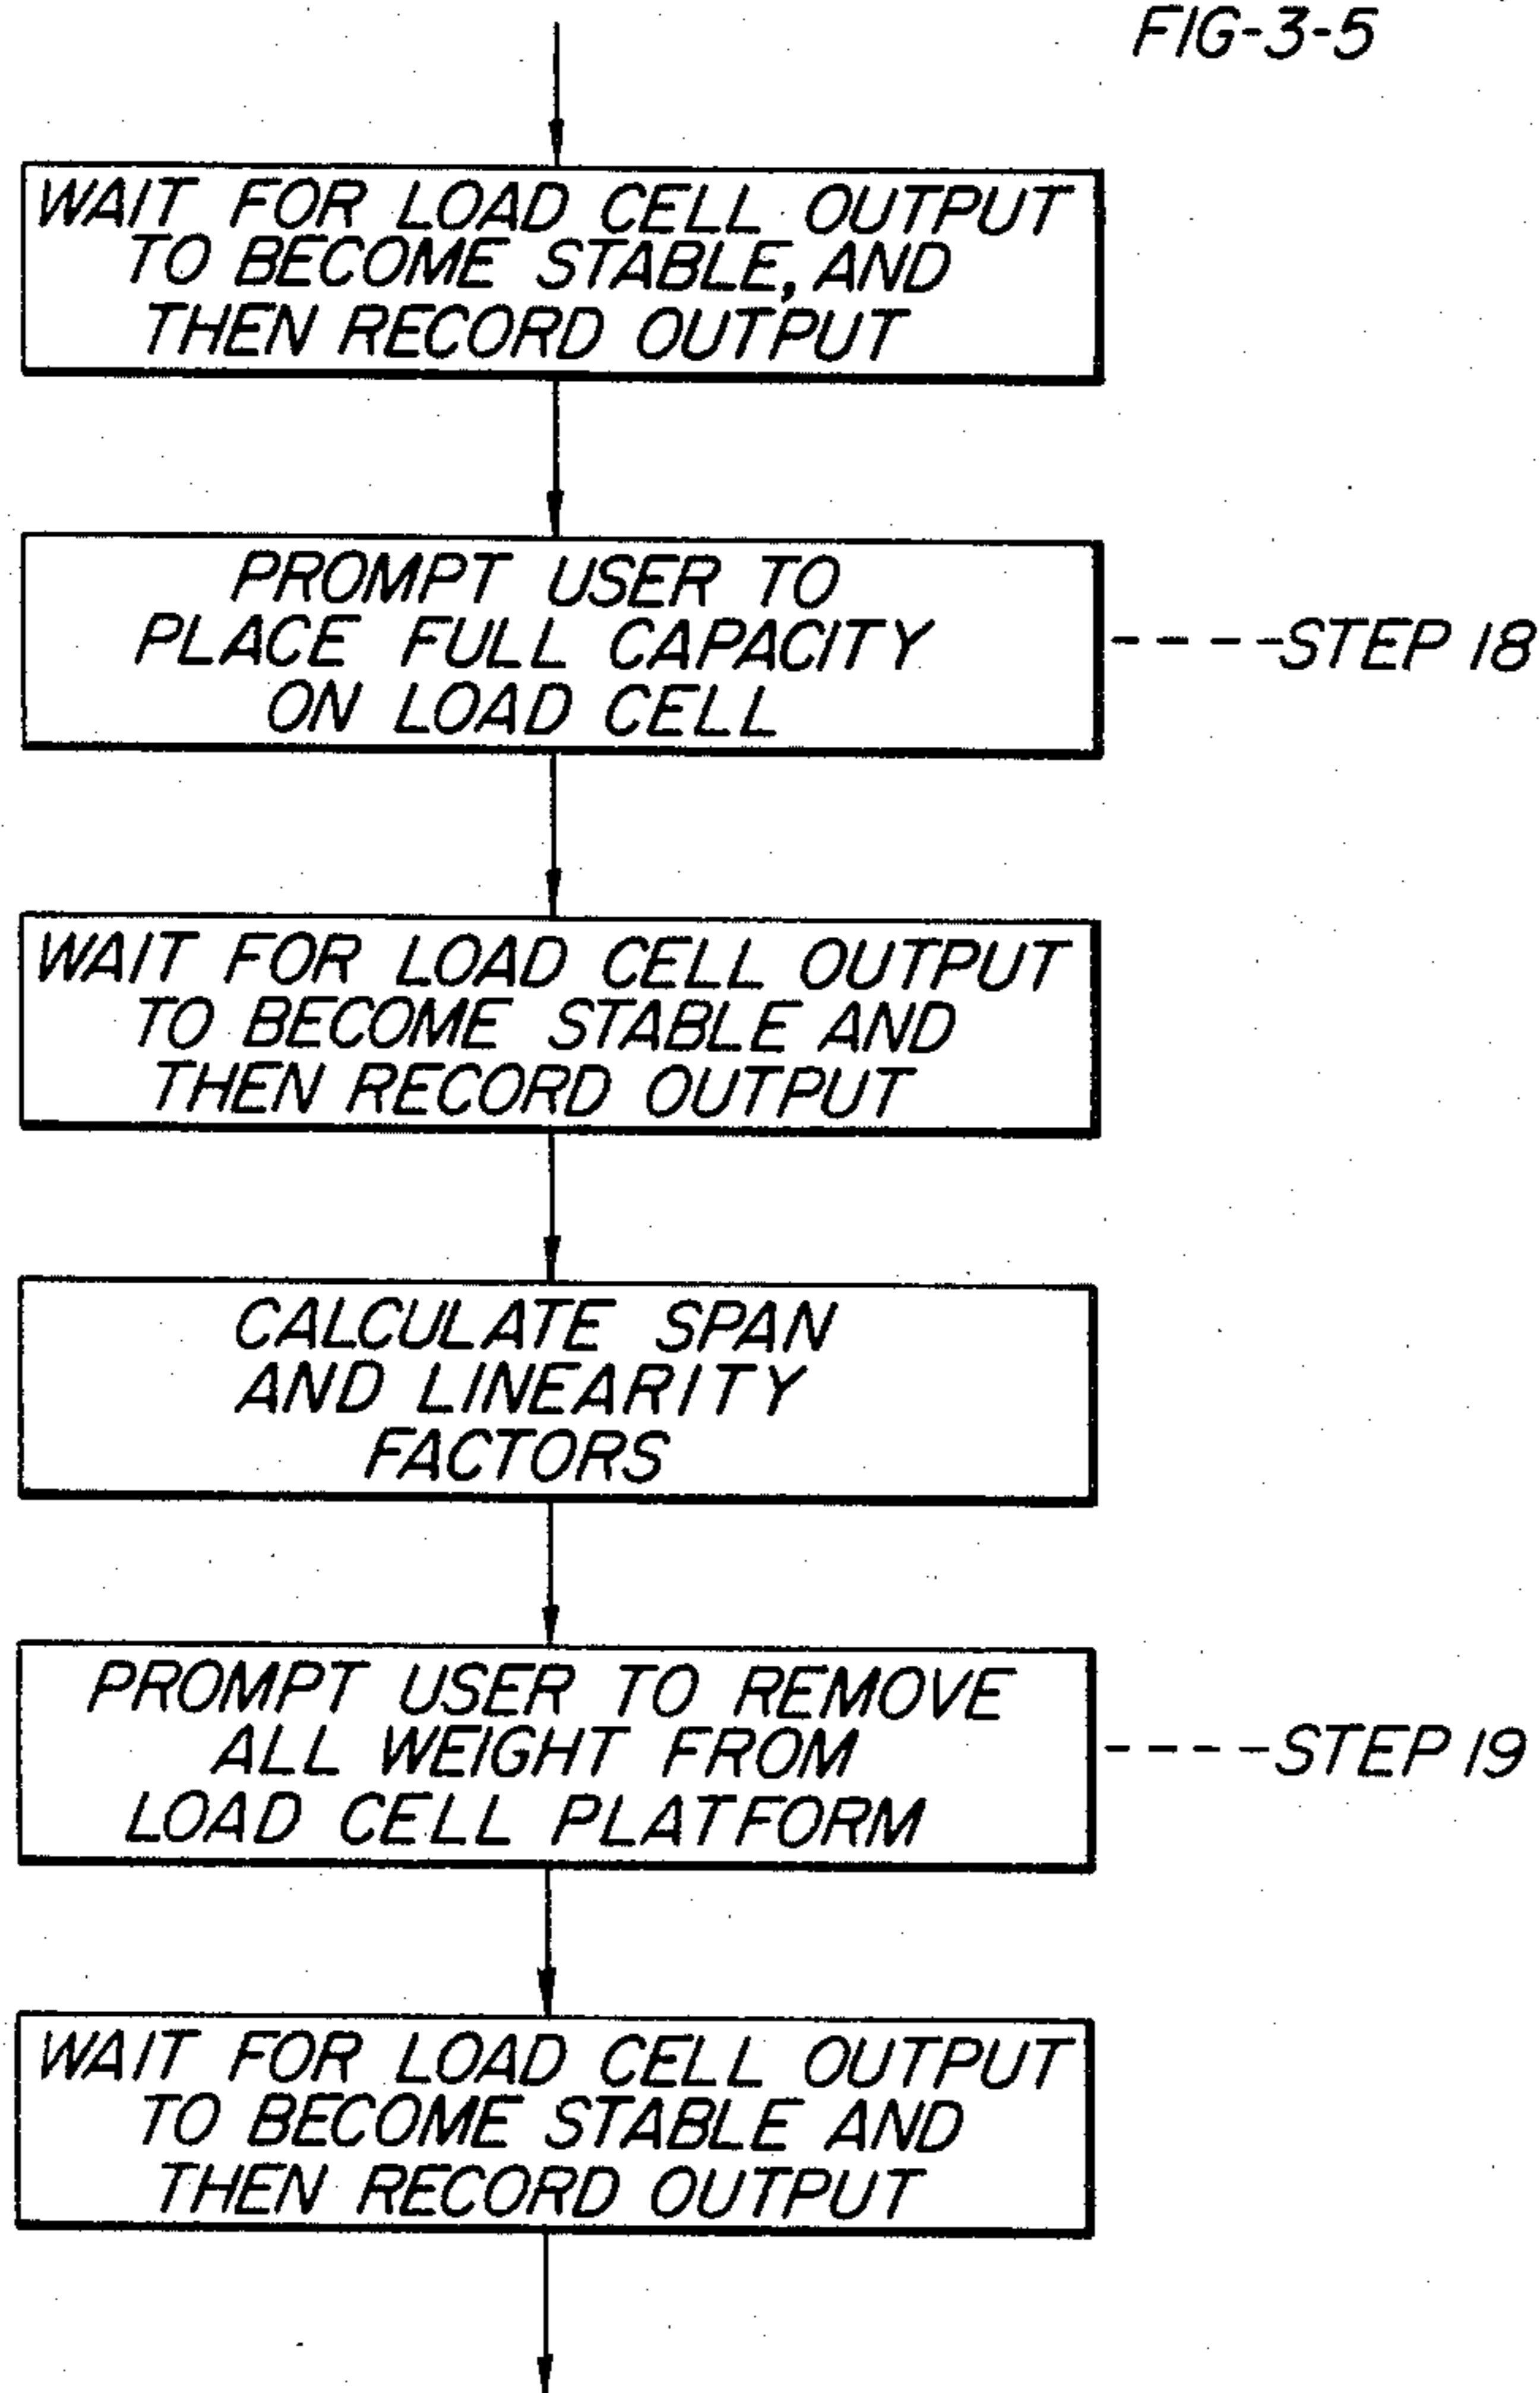 FIG-3-5
WAIT FOR LOAD CELL OUTPUT
TO BECOME STABLE, AND
THEN RECORD OUTPUT
PROMPT USER TO
PLACE FULL CAPACITY
ON LOAD CELL
----STEP 18
WAIT FOR LOAD CELL OUTPUT
TO BECOME STABLE AND
THEN RECORD OUTPUT
CALCULATE SPAN
AND LINEARITY
FACTORS
PROMPT USER TO REMOVE
ALL WEIGHT FROM
LOAD CELL PLATFORM
----STEP 19
WAIT FOR LOAD CELL OUTPUT
TO BECOME STABLE AND
THEN RECORD OUTPUT